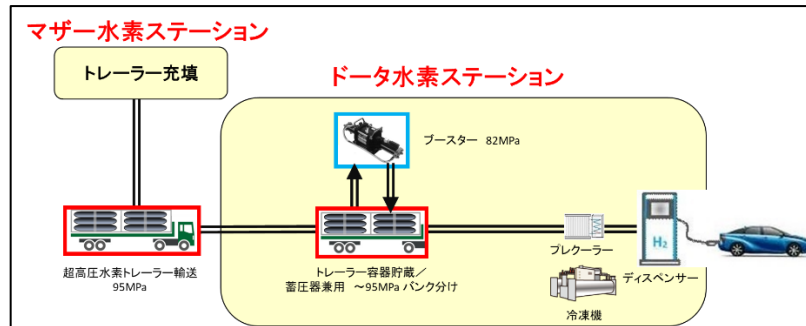 マザー水素ステーション
トレーラー充填
ドータ水素ステーション
ブースター 82MPa
超高圧水素トレーラー輸送
95MPa
トレーラー容器貯蔵／
蓄圧器兼用 ～95MPa バンク分け
プレクーラー
冷凍機
H2
ディスペンサー